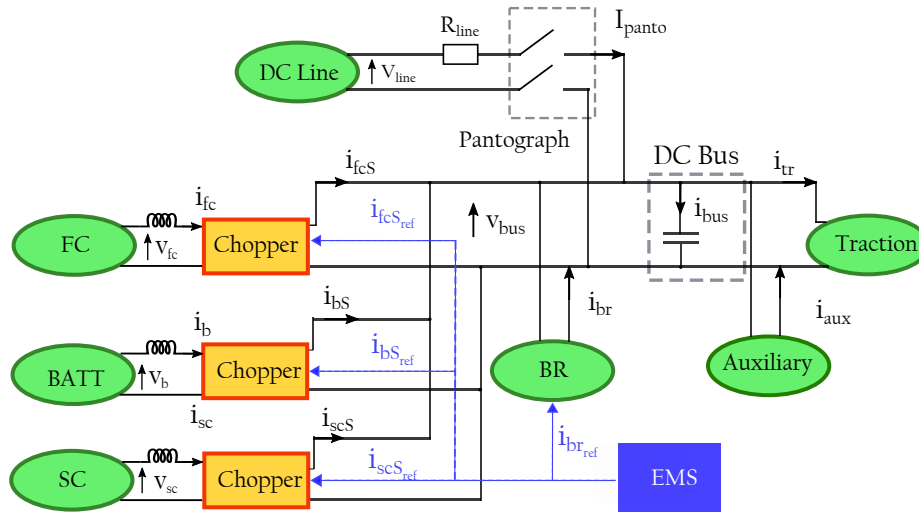 I_panto
R_line
DC Line
v_line
Pantograph
DC Bus
i_fcS
i_tr
i_fc
i_fcS_ref
i_bus
v_bus
FC
v_fc
Chopper
Traction
i_bS
i_br
i_aux
i_b
i_bS_ref
BATT
v_b
Chopper
BR
Auxiliary
i_sc
i_scS
i_br_ref
i_scS_ref
SC
v_sc
Chopper
EMS